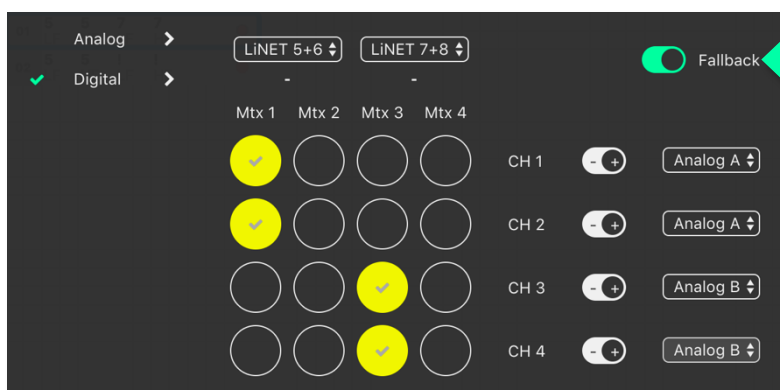 Analog
Digital
LiNET 5+6
LiNET 7+8
-
-
Fallback
Mtx 1 Mtx 2 Mtx 3 Mtx 4
CH 1 - + Analog A
CH 2 - + Analog A
CH 3 - + Analog B
CH 4 - + Analog B